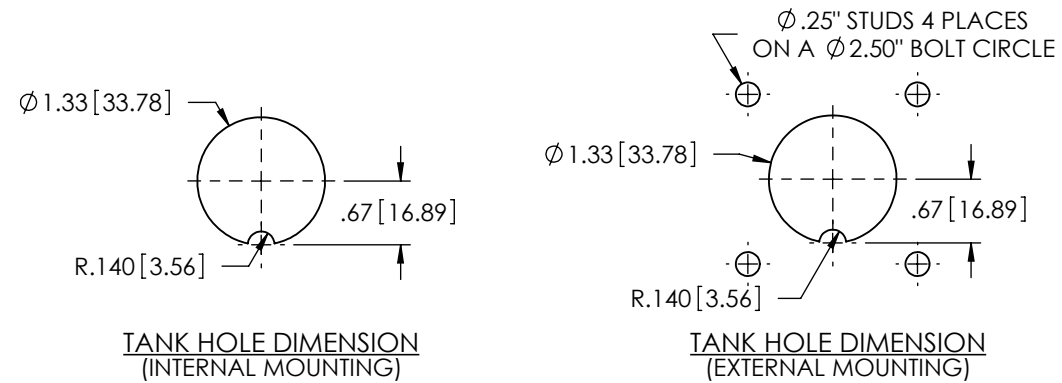 Ø1.33[33.78]
.67[16.89]
R.140[3.56]
TANK HOLE DIMENSION
(INTERNAL MOUNTING)
Ø.25" STUDS 4 PLACES
ON A Ø2.50" BOLT CIRCLE
Ø1.33[33.78]
.67[16.89]
R.140[3.56]
TANK HOLE DIMENSION
(EXTERNAL MOUNTING)